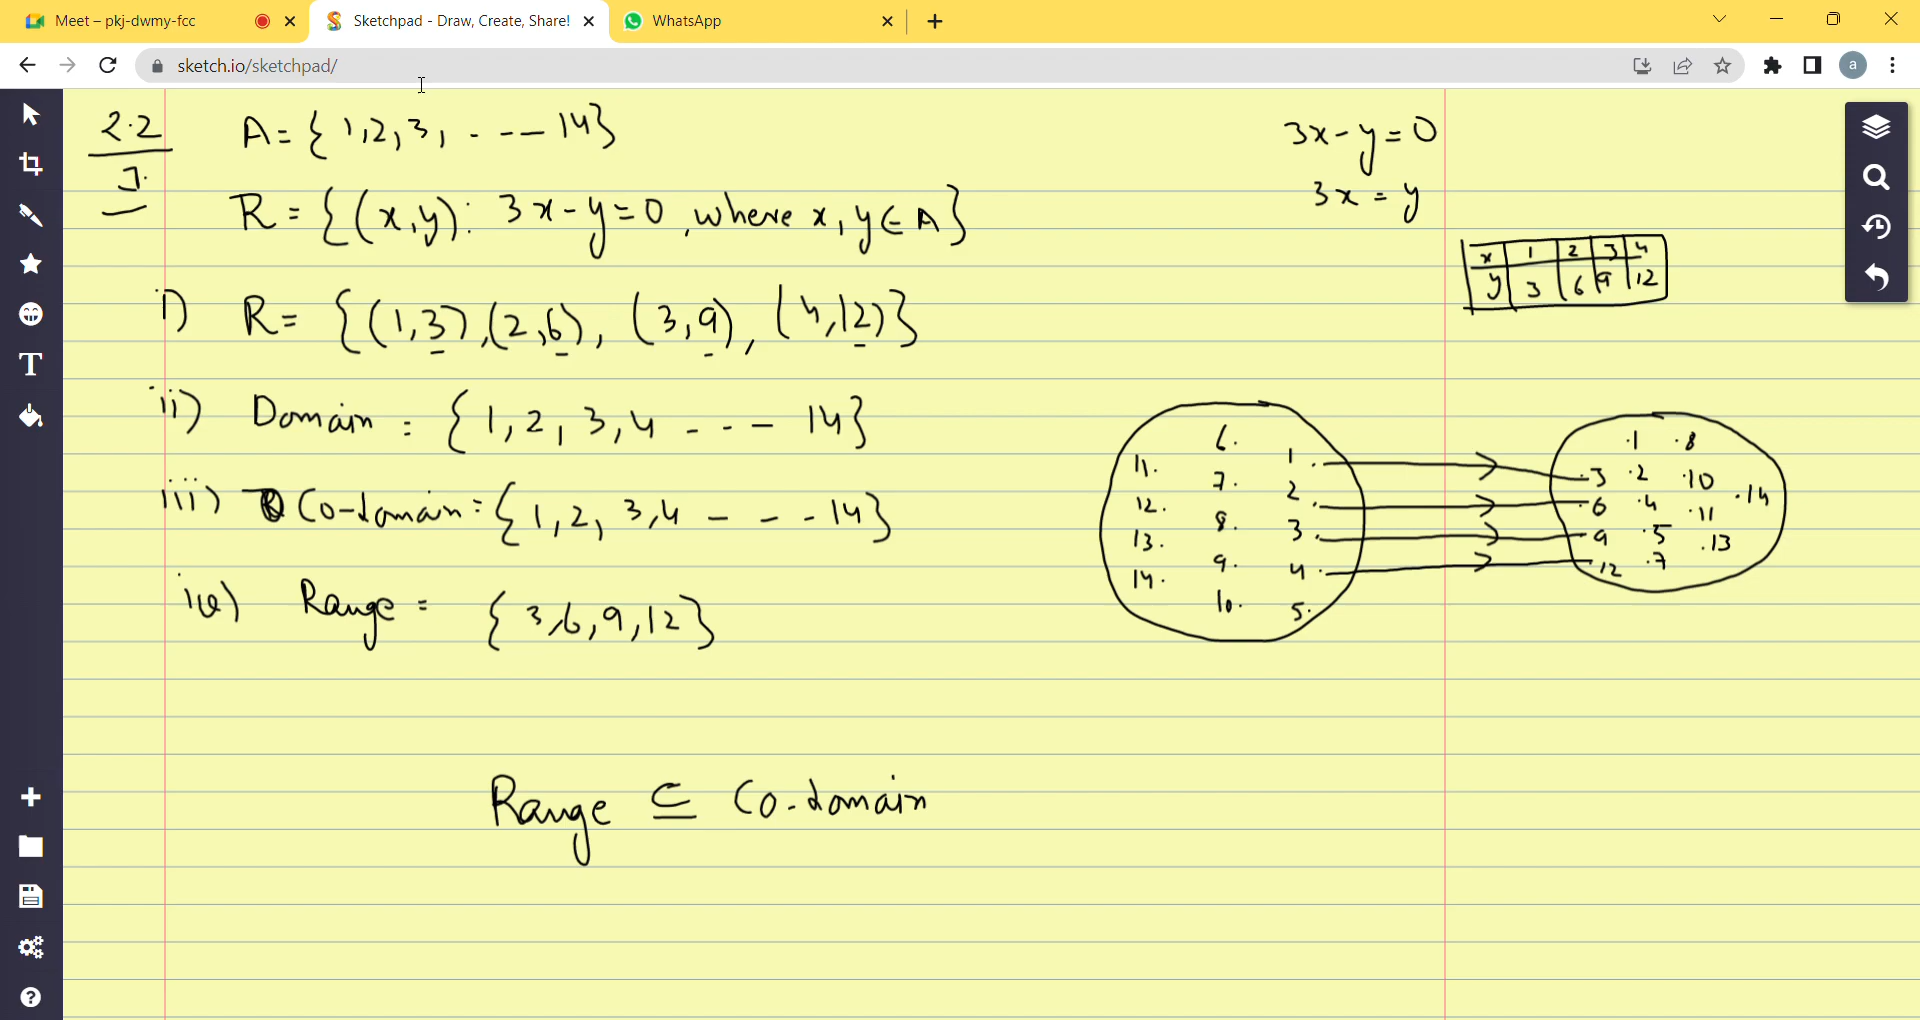 Meet – pkj-dwmy-fcc
Sketchpad - Draw, Create, Share!
WhatsApp
sketch.io/sketchpad/
a
2.2
A = { 1,2,3, - - - 14}
3x - y = 0
3x = y
R = {(x,y): 3x - y = 0, where x, y ∈ A}
x 1 2 3 4
y 3 6 9 12
i) R = {(1,3),(2,6), (3,9), (4,12)}
ii) Domain = {1,2,3,4 - - - 14}
iii) Co-domain = {1,2,3,4 - - - 14}
iv) Range = {3,6,9,12}
6. 1.
11. 7. 2.
12. 8. 3.
13. 9. 4.
14. 10. 5.
.1 .8
.3 .2 .10
.6 .4 .11 .14
.9 .5 .13
.12 .7
Range ⊆ Co-domain
T